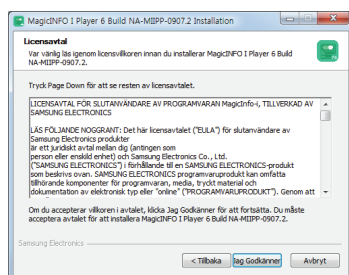 MagicINFO I Player 6 Build NA-MIIPP-0907.2 Installation
Licensavtal
Var vänlig läs igenom licensvillkoren innan du installerar MagicINFO I Player 6 Build
NA-MIIPP-0907.2.
Tryck Page Down för att se resten av licensavtalet.
LICENSAVTAL FÖR SLUTANVÄNDARE AV PROGRAMVARAN MagicInfo-i, TILLVERKAD AV
SAMSUNG ELECTRONICS
LÄS FÖLJANDE NOGGRANT: Det här licensavtalet ("EULA") för slutanvändare av
Samsung Electronics produkter
är ett juridiskt avtal mellan dig (antingen som
person eller enskild enhet) och Samsung Electronics Co., Ltd.
("SAMSUNG ELECTRONICS") i förhållande till en SAMSUNG ELECTRONICS-produkt
som beskrivs ovan. SAMSUNG ELECTRONICS programvaruprodukt kan omfatta
tillhörande komponenter för programvaran, media, tryckt material och
dokumentation av elektronisk typ eller "online" ("PROGRAMVARUPRODUKT"). Genom att
Om du accepterar villkoren i avtalet, klicka Jag Godkänner för att fortsätta. Du måste
acceptera avtalet för att installera MagicINFO I Player 6 Build NA-MIIPP-0907.2.
Samsung Electronics
< Tillbaka Jag Godkänner Avbryt